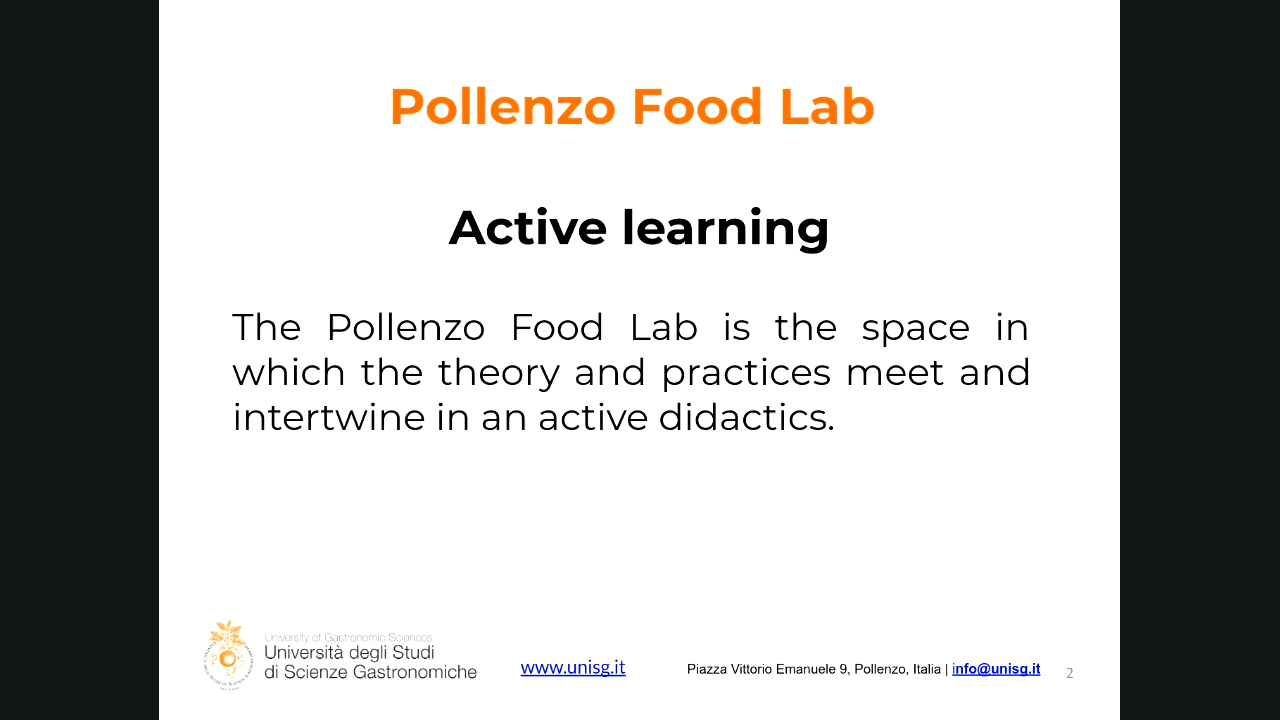 Pollenzo Food Lab
Active learning
The Pollenzo Food Lab is the space in
which the theory and practices meet and
intertwine in an active didactics.
University of Gastronomic Sciences
Università degli Studi
di Scienze Gastronomiche
www.unisg.it
Piazza Vittorio Emanuele 9, Pollenzo, Italia | info@unisg.it
2